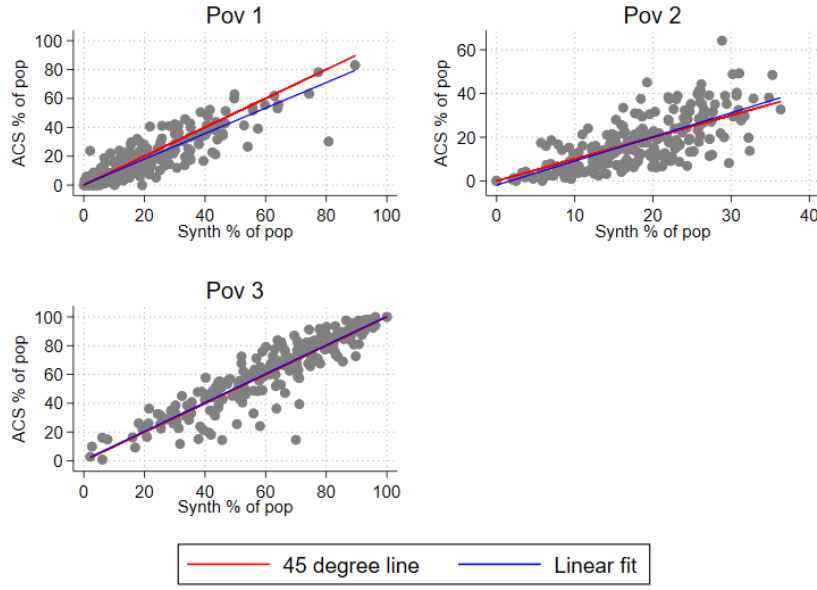 Pov 1
ACS % of pop
100
80
60
40
20
0
0 20 40 60 80 100
Synth % of pop
Pov 2
ACS % of pop
60
40
20
0
0 10 20 30 40
Synth % of pop
Pov 3
ACS % of pop
100
80
60
40
20
0
0 20 40 60 80 100
Synth % of pop
45 degree line Linear fit